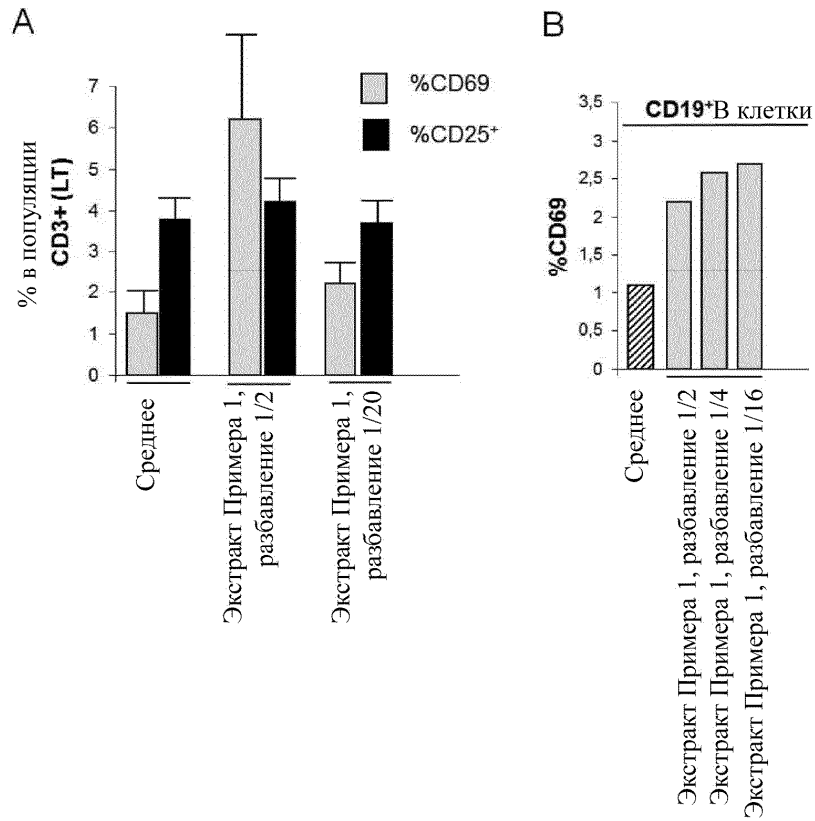 A
% в популяции
CD3+ (LT)
7
6
5
4
3
2
1
0
%CD69
%CD25+
Среднее
Экстракт Примера 1,
разбавление 1/2
Экстракт Примера 1,
разбавление 1/20
B
%CD69
3,5
3
2,5
2
1,5
1
0,5
0
CD19+В клетки
Среднее
Экстракт Примера 1, разбавление 1/2
Экстракт Примера 1, разбавление 1/4
Экстракт Примера 1, разбавление 1/16